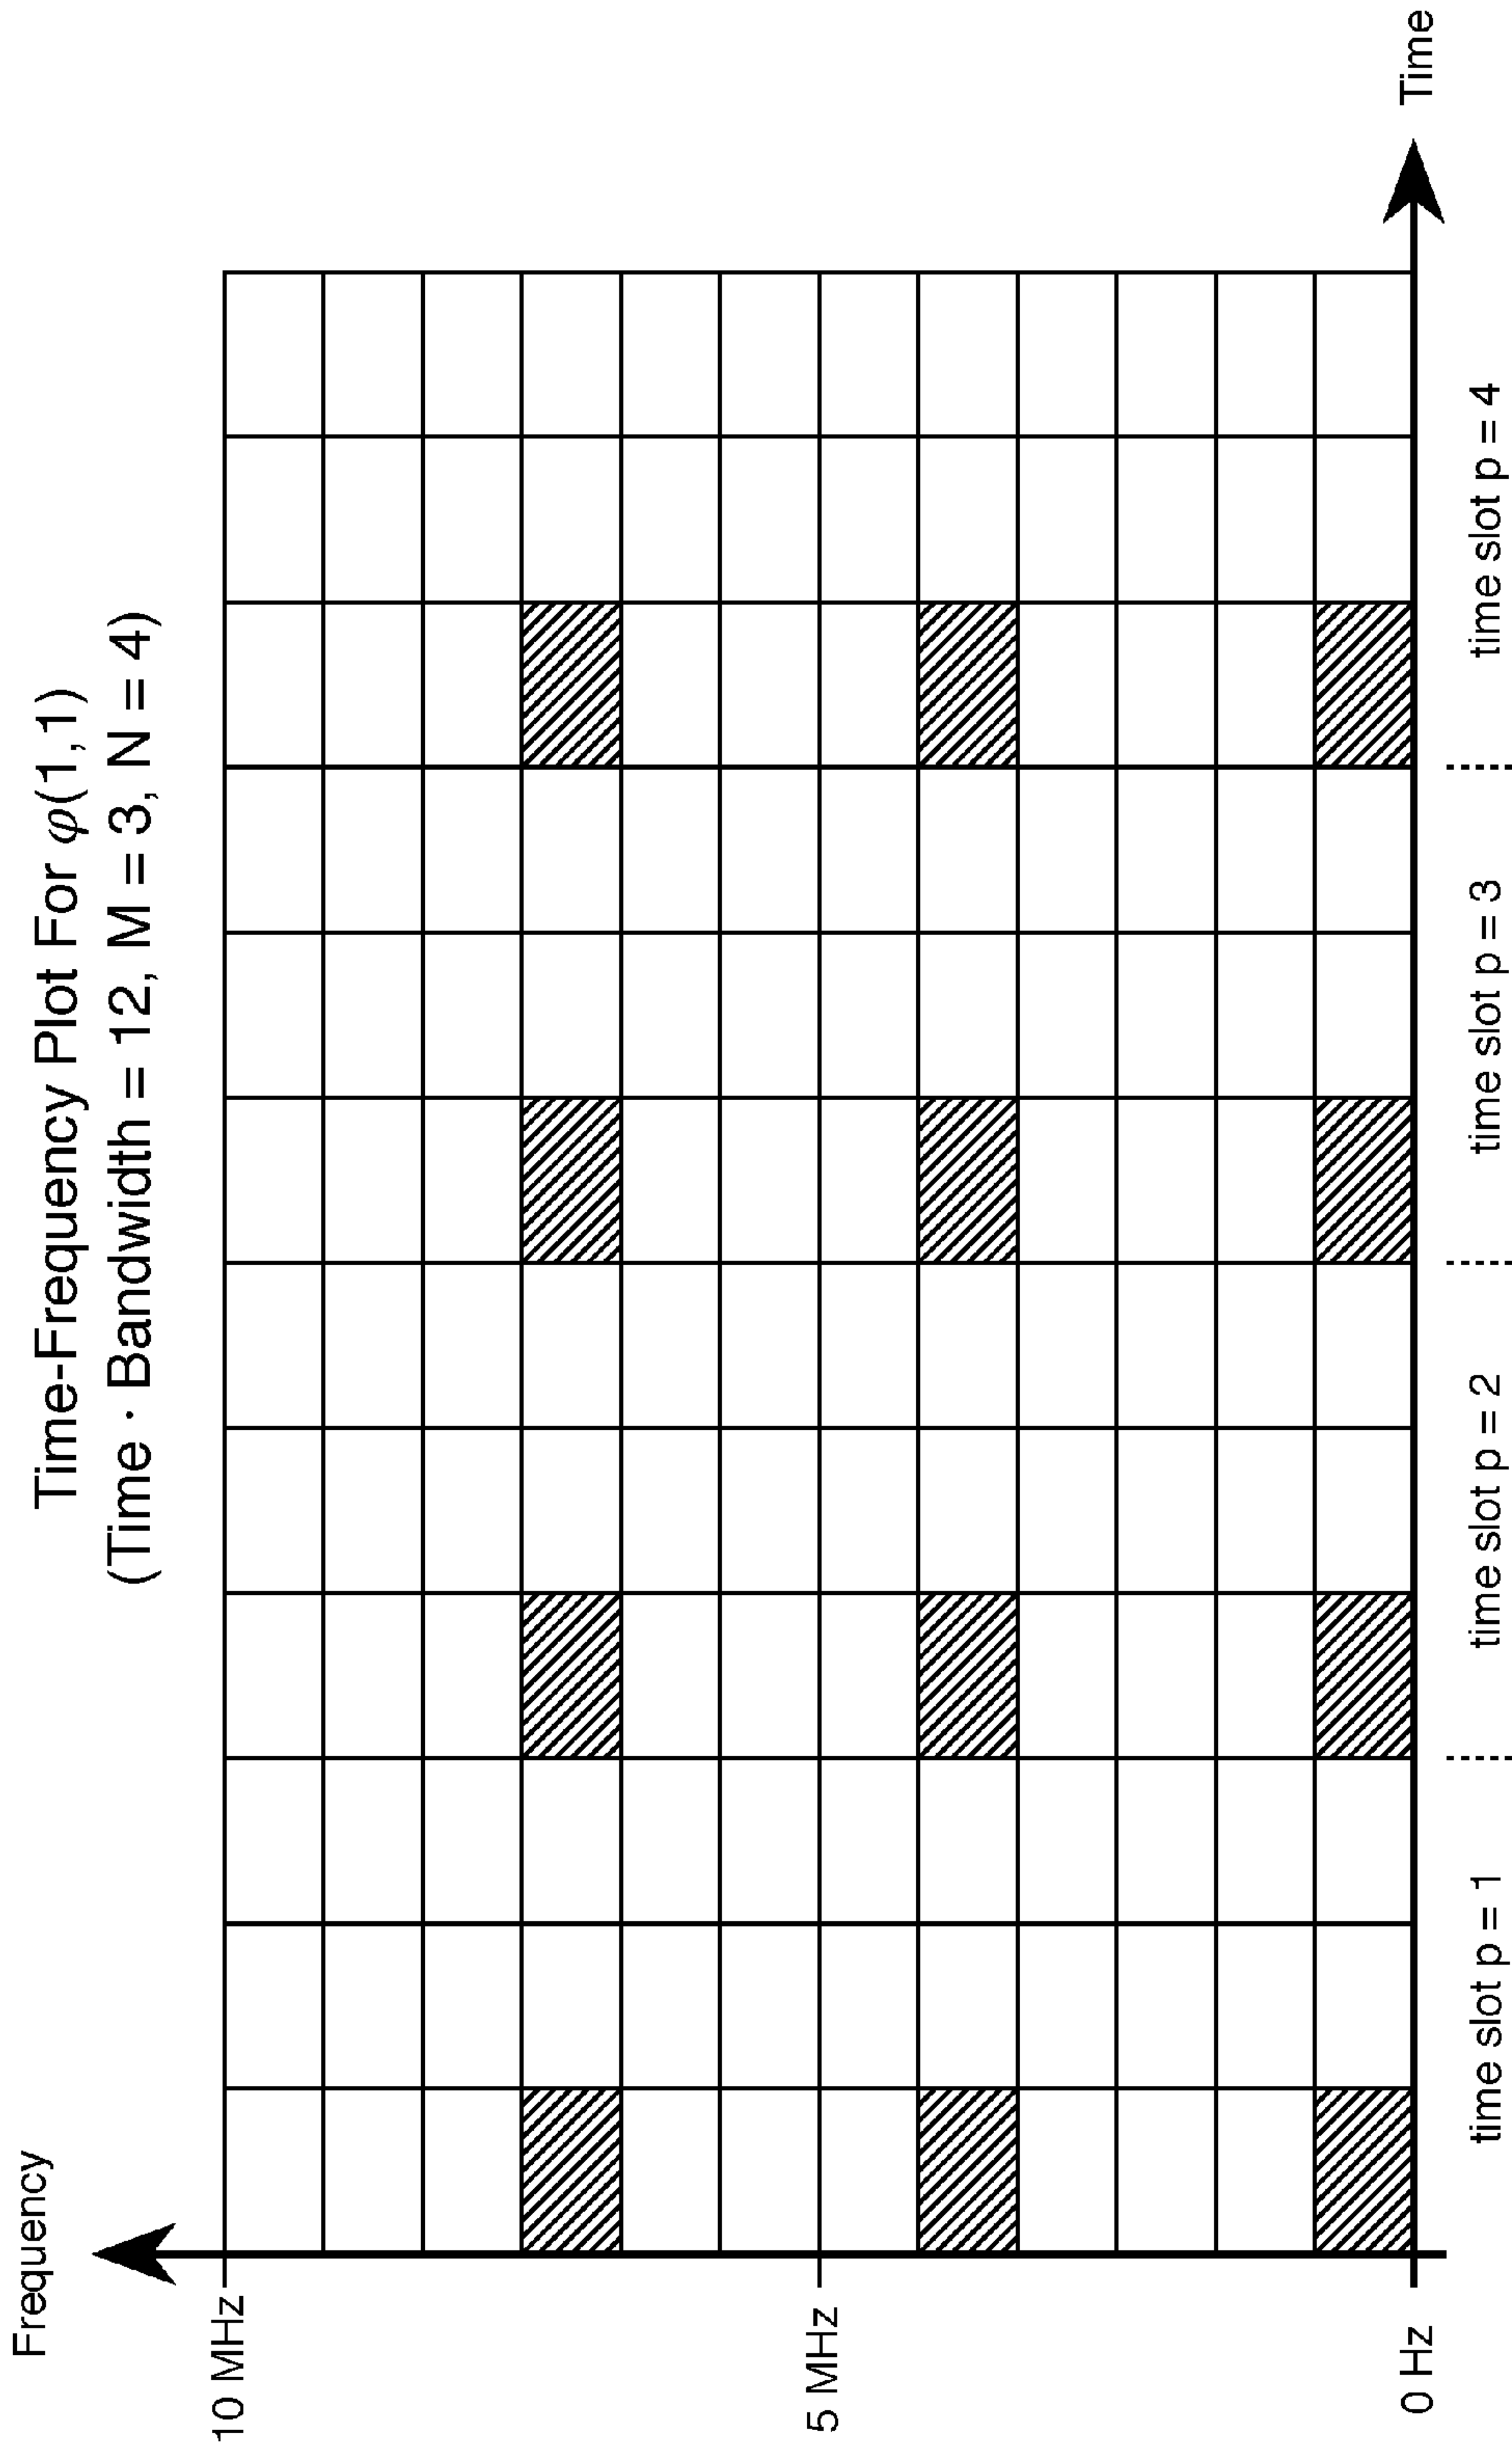 Time-Frequency Plot For φ(1,1)
(Time · Bandwidth = 12, M = 3, N = 4)
Frequency
10 MHz
5 MHz
0 Hz
Time
time slot p = 1
time slot p = 2
time slot p = 3
time slot p = 4